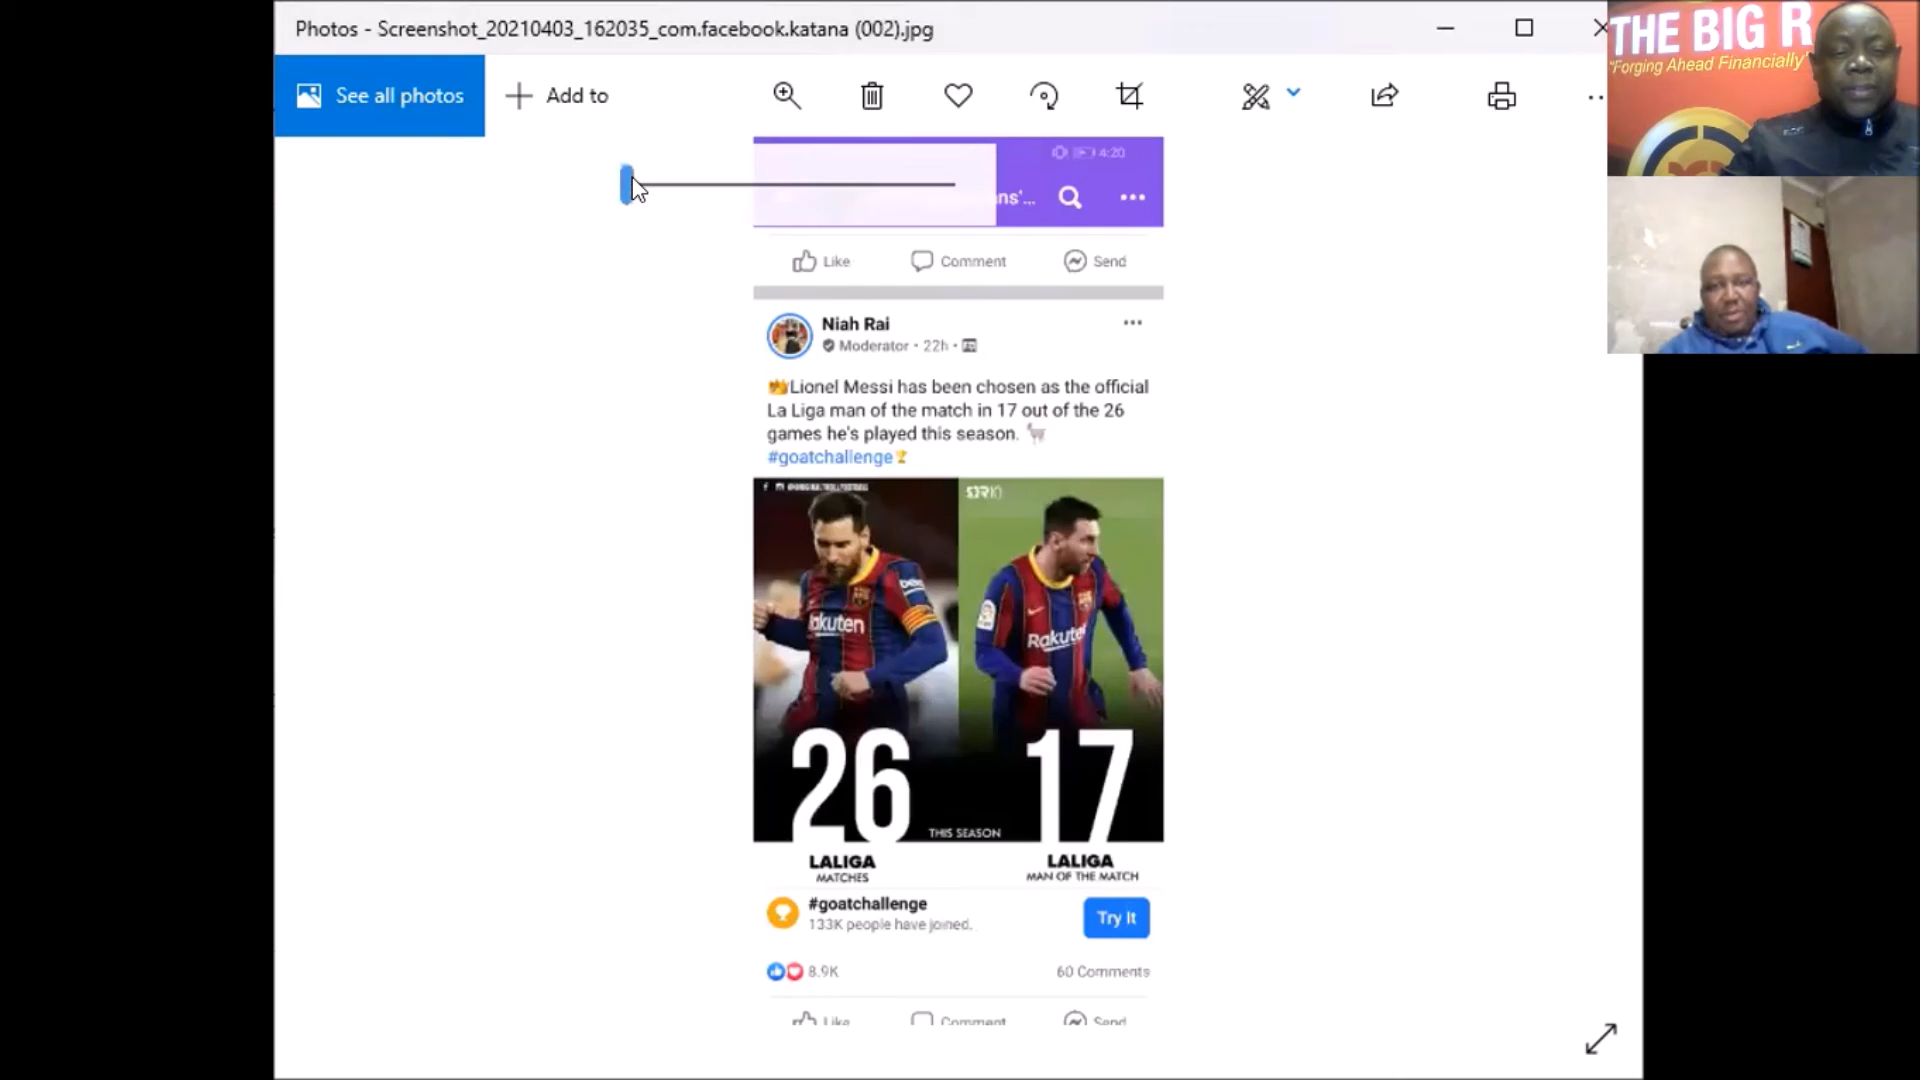 Photos - Screenshot_20210403_162035_com.facebook.katana (002).jpg
THE BIG R
"Forging Ahead Financially"
See all photos
Add to
4:20
ns'...
Like
Comment
Send
Niah Rai
Moderator • 22h •
Lionel Messi has been chosen as the official
La Liga man of the match in 17 out of the 26
games he's played this season.
#goatchallenge
Rakuten
26
17
THIS SEASON
LALIGA
MATCHES
LALIGA
MAN OF THE MATCH
#goatchallenge
133K people have joined.
Try It
8.9K
60 Comments
Like
Comment
Send